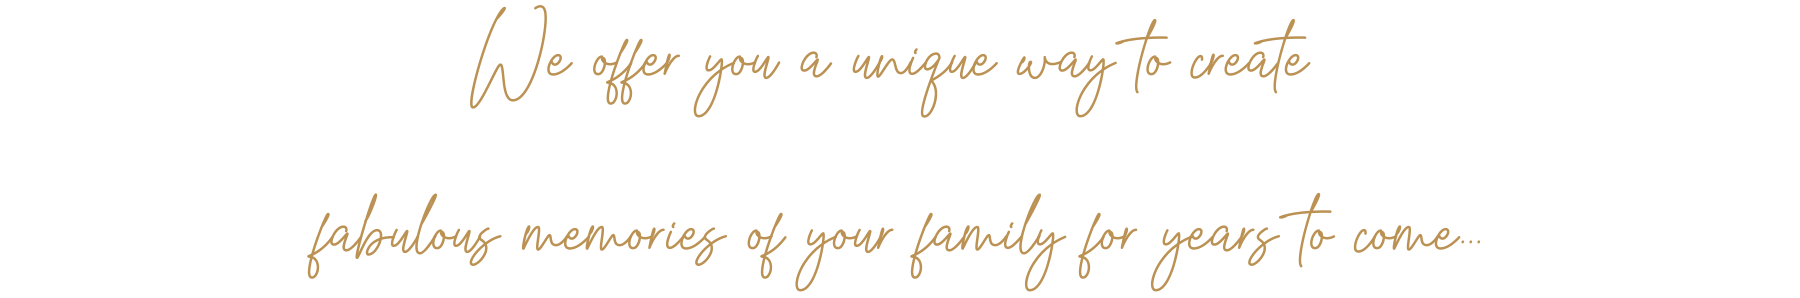 We offer you a unique way to create
fabulous memories of your family for years to come...